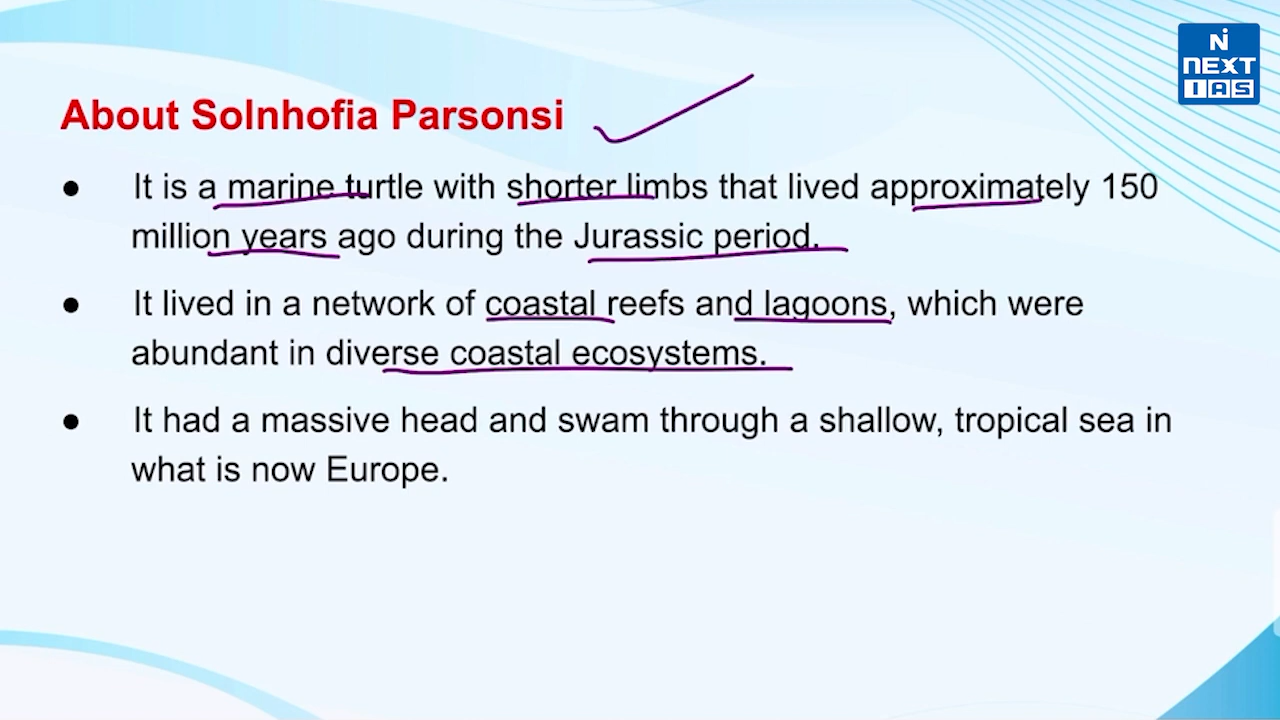 NEXT
IAS
About Solnhofia Parsonsi
● It is a marine turtle with shorter limbs that lived approximately 150
million years ago during the Jurassic period.
● It lived in a network of coastal reefs and lagoons, which were
abundant in diverse coastal ecosystems.
● It had a massive head and swam through a shallow, tropical sea in
what is now Europe.